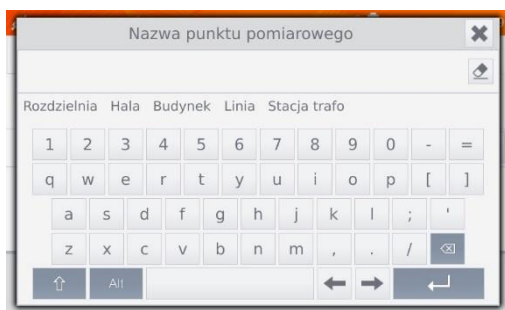 Nazwa punktu pomiarowego
Rozdzielnia Hala Budynek Linia Stacja trafo
1 2 3 4 5 6 7 8 9 0 - =
q w e r t y u i o p [ ]
a s d f g h j k l ; '
z x c v b n m , . /
Alt